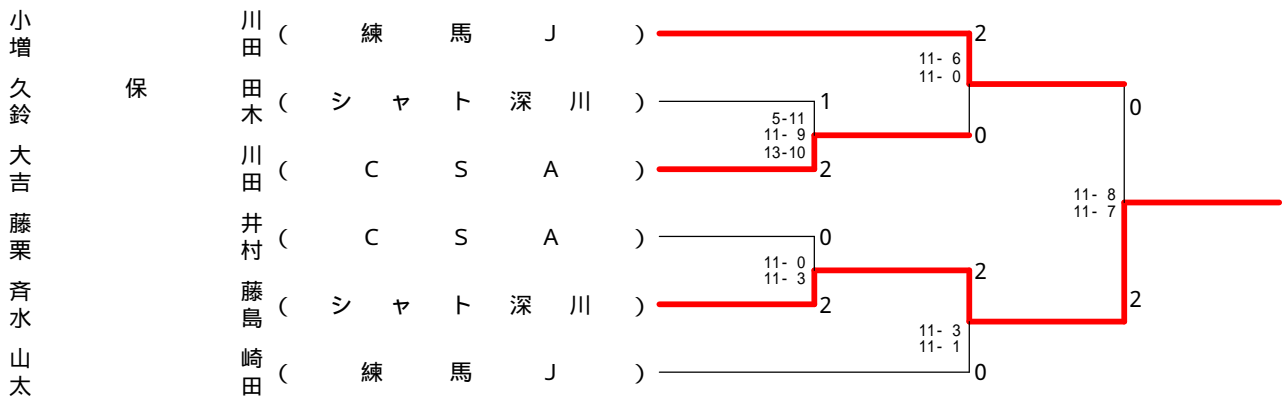 小川
増田 ( 練馬J ) 2
11- 6
11- 0
久保田
鈴木 ( シャト深川 ) 1
0
5-11
11- 9
13-10
0
大川
吉田 ( CSA ) 2
11- 8
11- 7
藤井
栗村 ( CSA ) 0
11- 0
11- 3
2
斉藤
水島 ( シャト深川 ) 2
2
11- 3
11- 1
山崎
太田 ( 練馬J ) 0